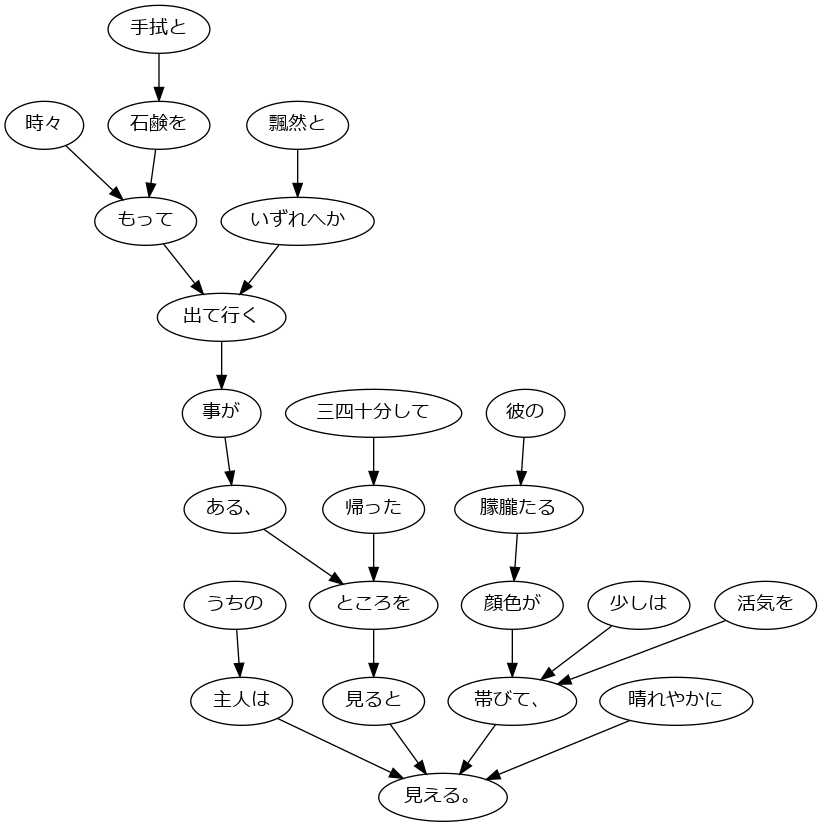 手拭と
時々
石鹸を
飄然と
もって
いずれへか
出て行く
事が
三四十分して
彼の
ある、
帰った
朦朧たる
うちの
ところを
顔色が
少しは
活気を
主人は
見ると
帯びて、
晴れやかに
見える。